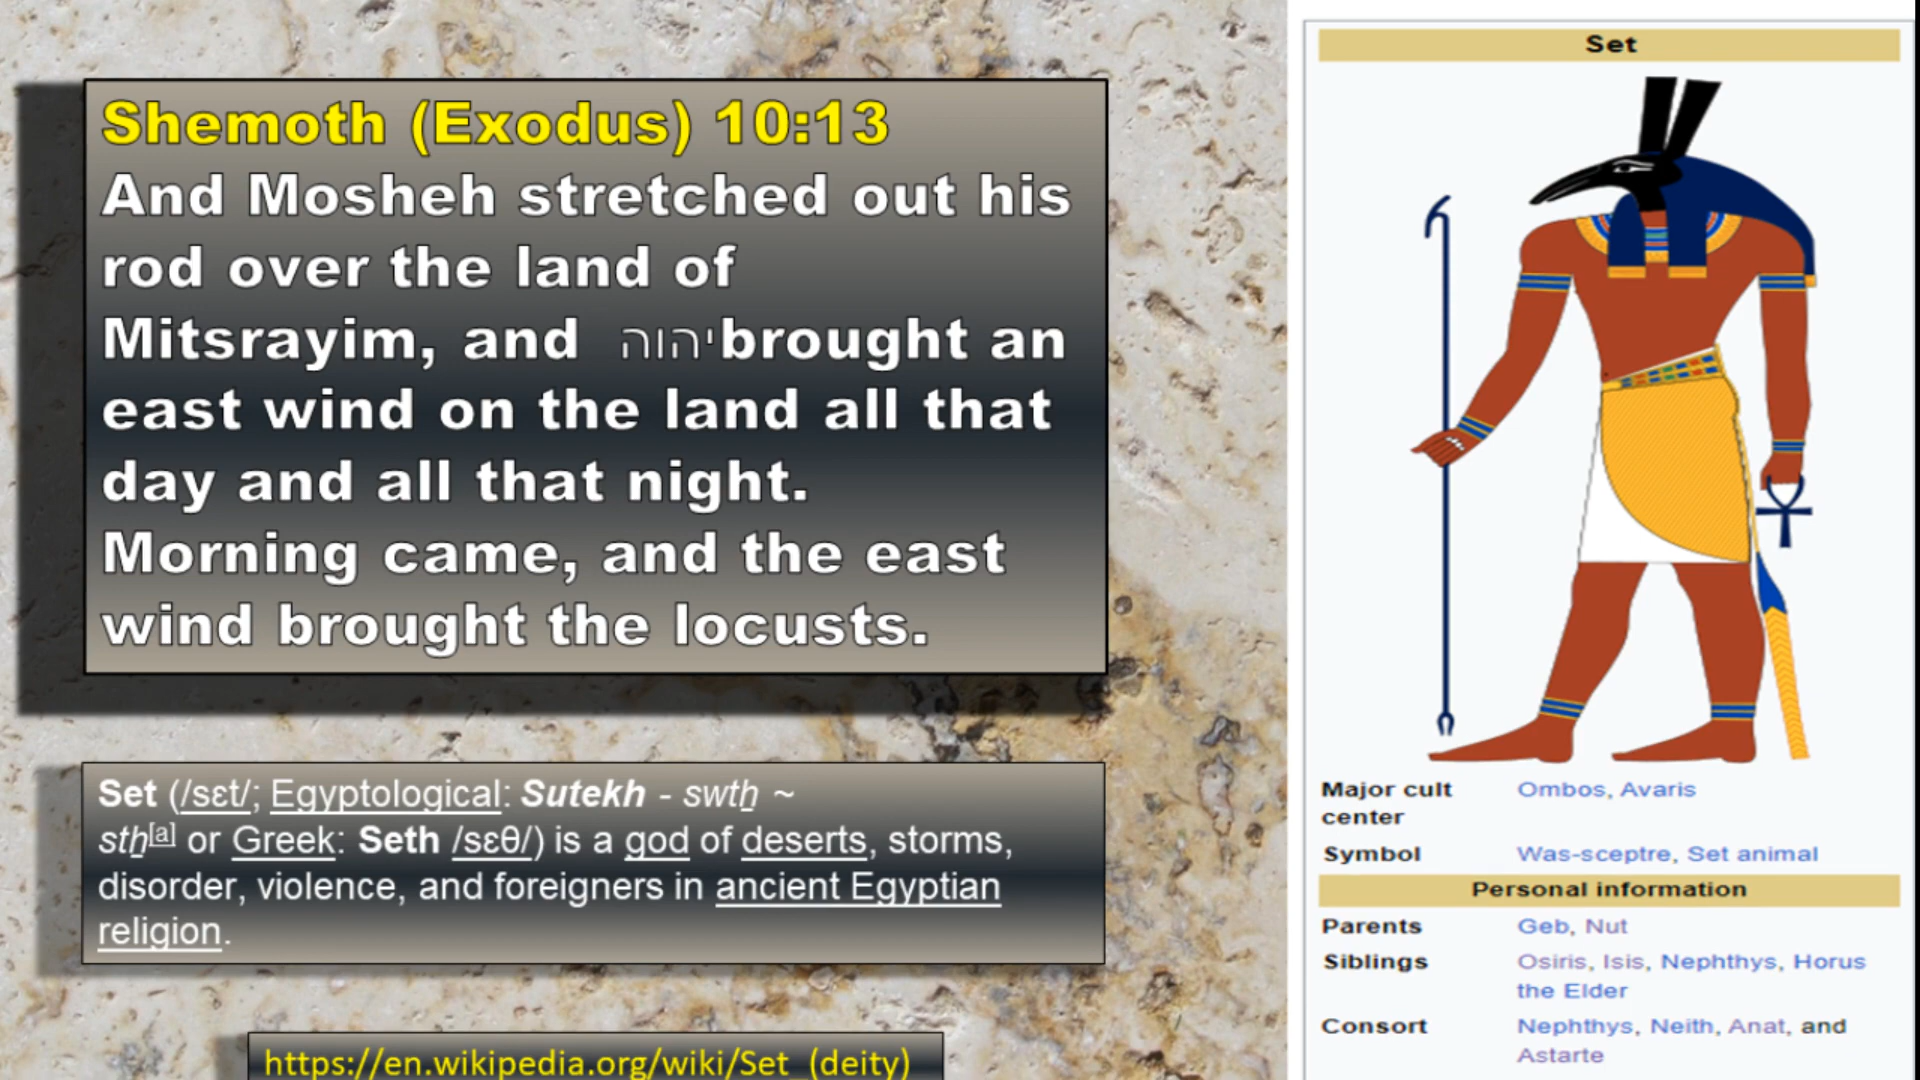 Shemoth (Exodus) 10:13
And Mosheh stretched out his
rod over the land of
Mitsrayim, and יהוה brought an
east wind on the land all that
day and all that night.
Morning came, and the east
wind brought the locusts.
Set (/sɛt/; Egyptological: Sutekh - swtḫ ~
stḫ[a] or Greek: Seth /sɛθ/) is a god of deserts, storms,
disorder, violence, and foreigners in ancient Egyptian
religion.
https://en.wikipedia.org/wiki/Set_(deity)
Set
Major cult center Ombos, Avaris
Symbol Was-sceptre, Set animal
Personal information
Parents Geb, Nut
Siblings Osiris, Isis, Nephthys, Horus
the Elder
Consort Nephthys, Neith, Anat, and
Astarte